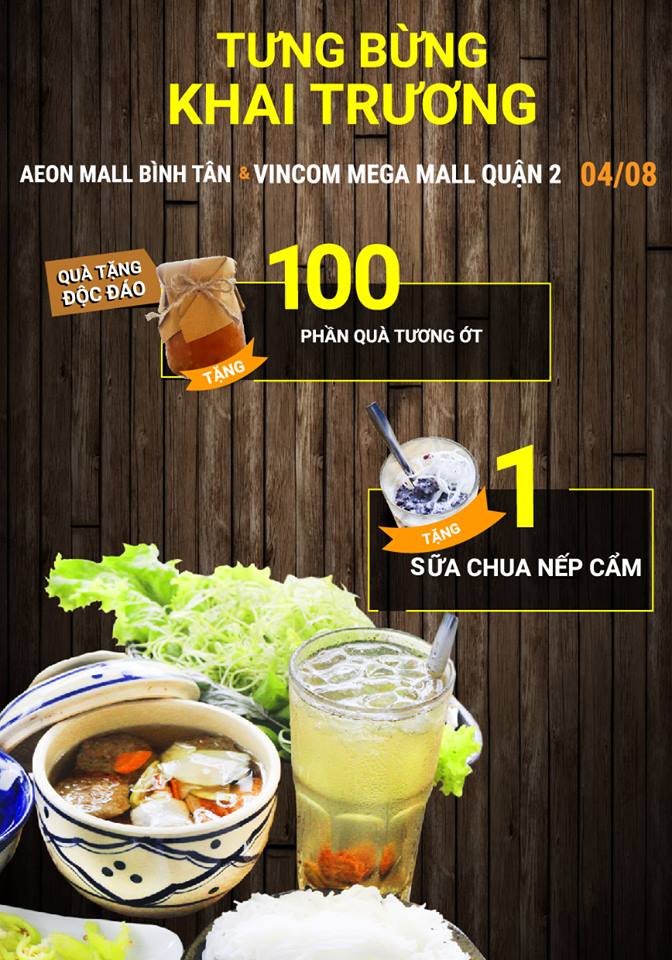 TƯNG BỪNG
KHAI TRƯƠNG
AEON MALL BÌNH TÂN & VINCOM MEGA MALL QUẬN 2 04/08
QUÀ TẶNG
ĐỘC ĐÁO
100
PHẦN QUÀ TƯƠNG ỚT
TẶNG
1
TẶNG
SỮA CHUA NẾP CẨM